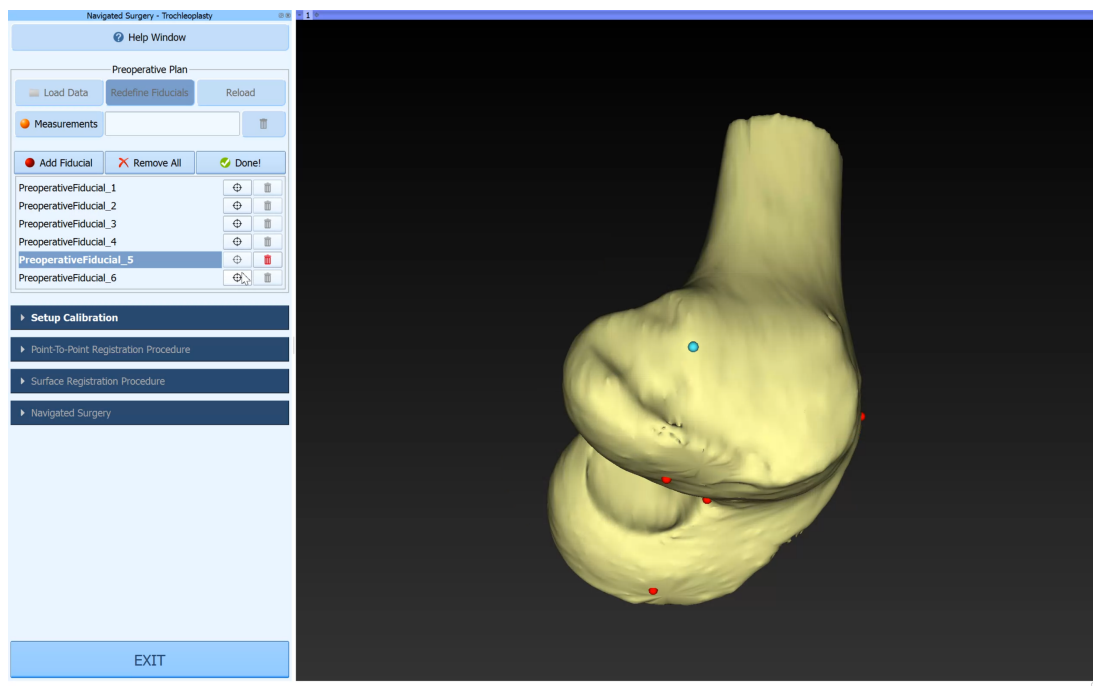 Navigated Surgery - Trochleoplasty
1
Help Window
Preoperative Plan
Load Data Redefine Fiducials Reload
Measurements
Add Fiducial Remove All Done!
PreoperativeFiducial_1
PreoperativeFiducial_2
PreoperativeFiducial_3
PreoperativeFiducial_4
PreoperativeFiducial_5
PreoperativeFiducial_6
Setup Calibration
Point-To-Point Registration Procedure
Surface Registration Procedure
Navigated Surgery
EXIT